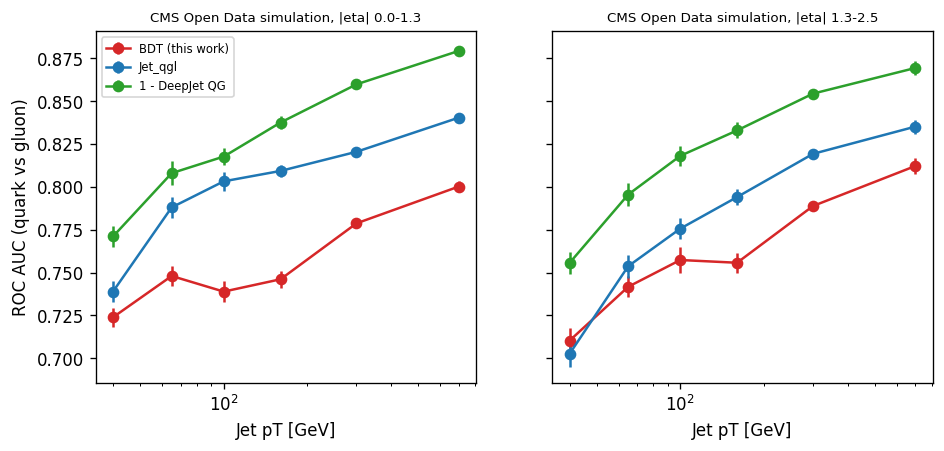 CMS Open Data simulation, |eta| 0.0-1.3
BDT (this work)
Jet_qgl
1 - DeepJet QG
ROC AUC (quark vs gluon)
0.875
0.850
0.825
0.800
0.775
0.750
0.725
0.700
10²
Jet pT [GeV]
CMS Open Data simulation, |eta| 1.3-2.5
10²
Jet pT [GeV]